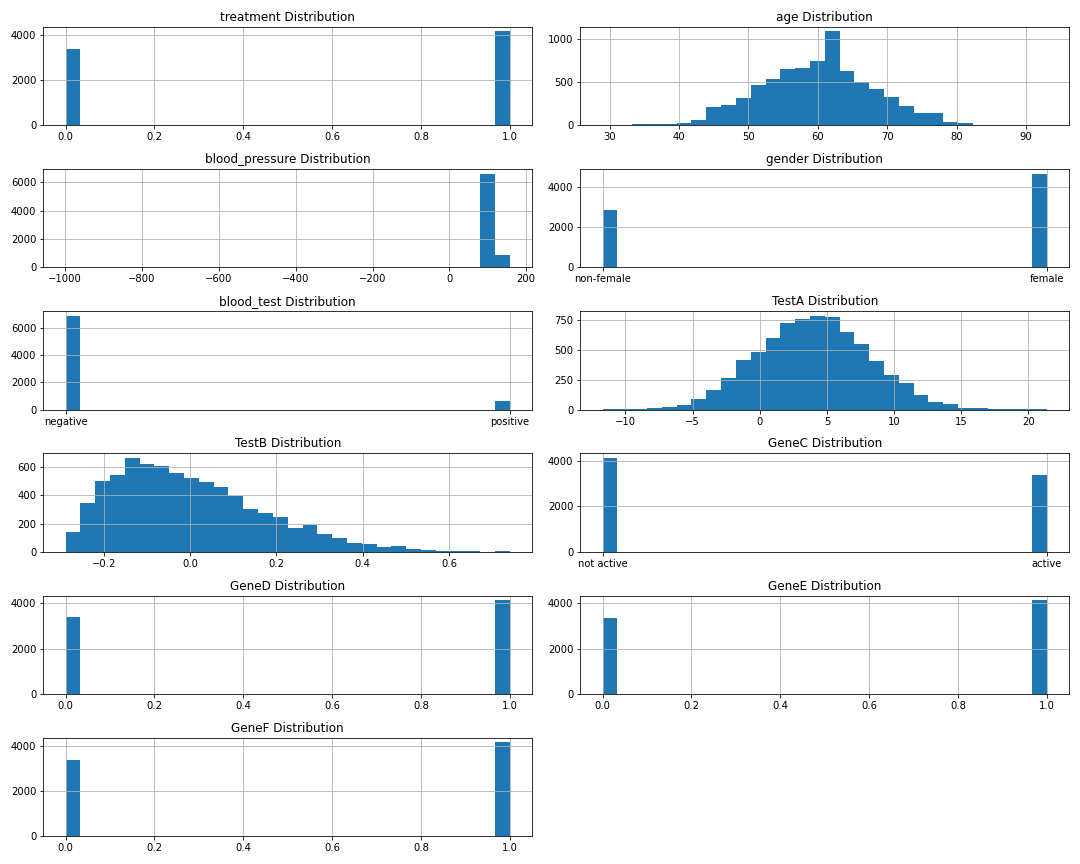 treatment Distribution
4000
2000
0
0.0 0.2 0.4 0.6 0.8 1.0
age Distribution
1000
500
0
30 40 50 60 70 80 90
blood_pressure Distribution
6000
4000
2000
0
−1000 −800 −600 −400 −200 0 200
gender Distribution
4000
2000
0
non-female female
blood_test Distribution
6000
4000
2000
0
negative positive
TestA Distribution
750
500
250
0
−10 −5 0 5 10 15 20
TestB Distribution
600
400
200
0
−0.2 0.0 0.2 0.4 0.6
GeneC Distribution
4000
2000
0
not active active
GeneD Distribution
4000
2000
0
0.0 0.2 0.4 0.6 0.8 1.0
GeneE Distribution
4000
2000
0
0.0 0.2 0.4 0.6 0.8 1.0
GeneF Distribution
4000
2000
0
0.0 0.2 0.4 0.6 0.8 1.0